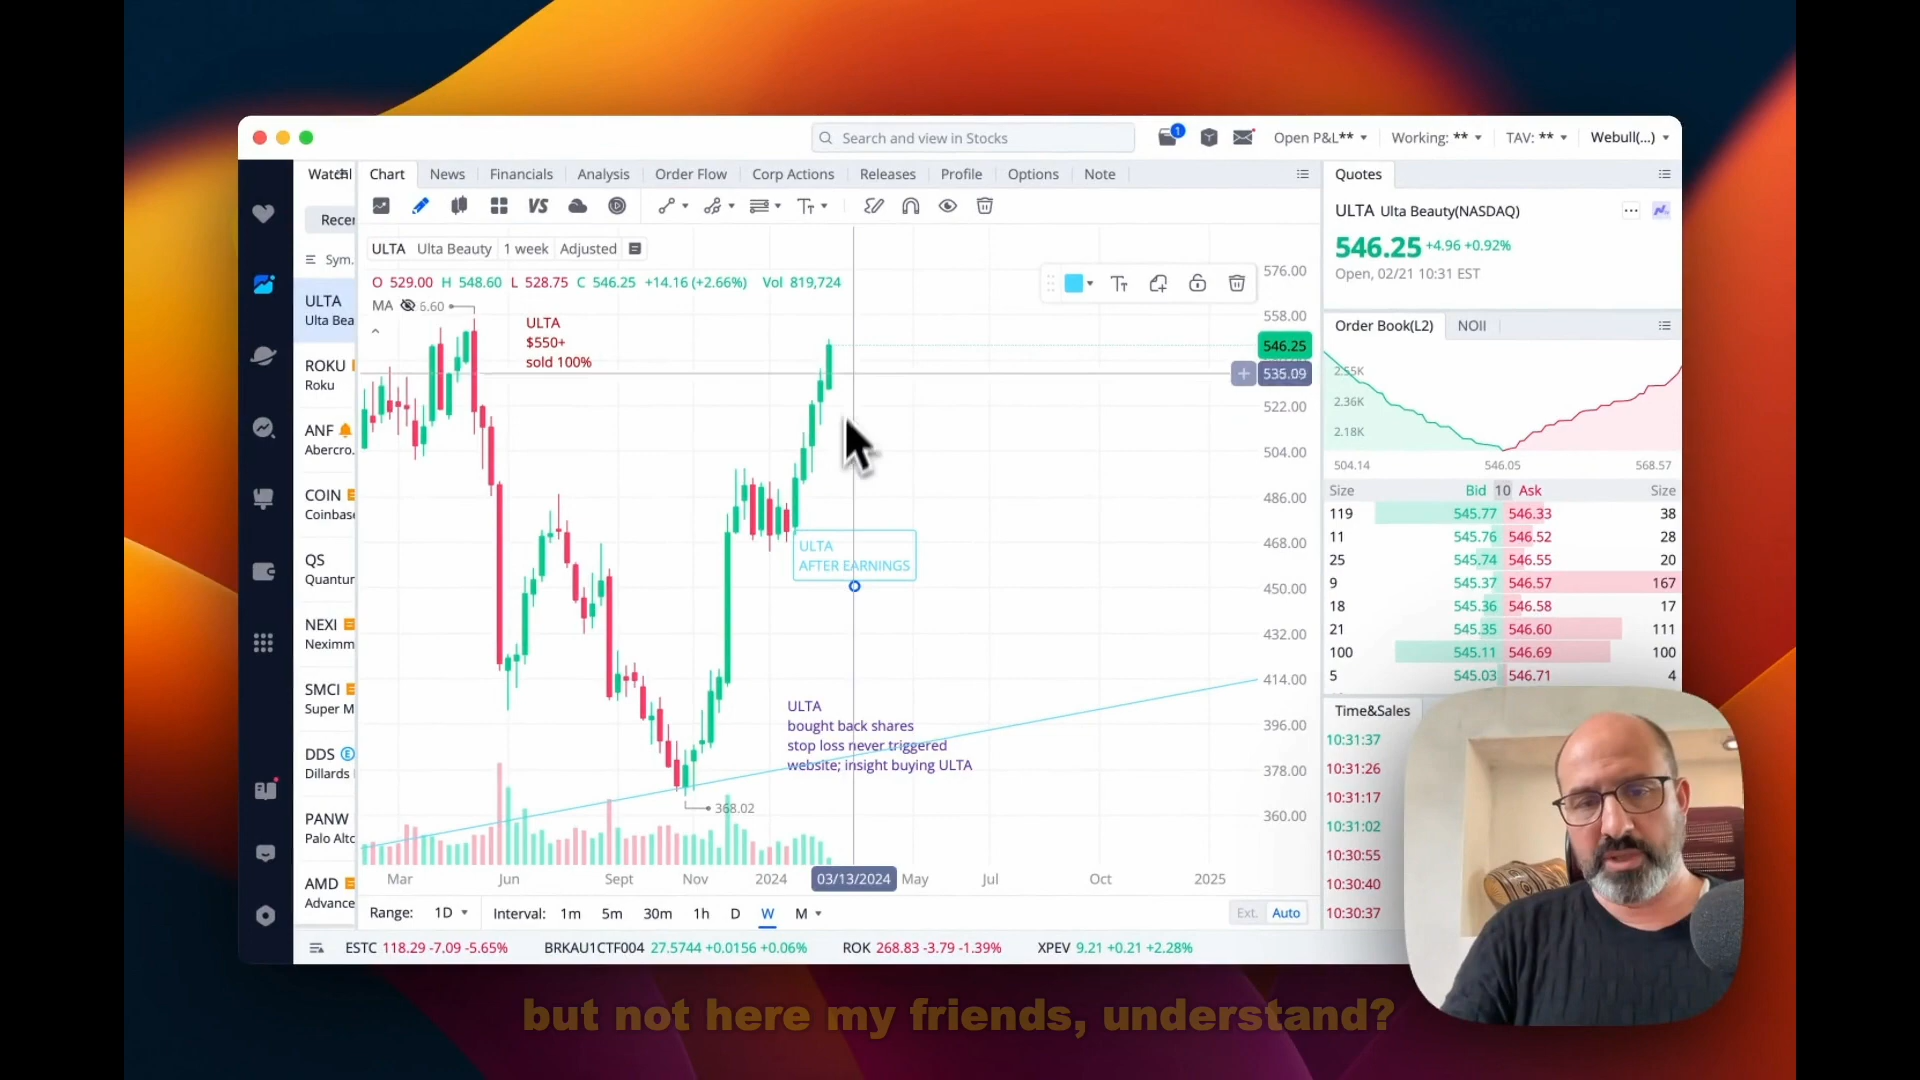 Search and view in Stocks
1
Open P&L** Working: ** TAV: ** Webull(...)
Chart News Financials Analysis Order Flow Corp Actions Releases Profile Options Note
VS
ULTA Ulta Beauty 1 week Adjusted
O 529.00 H 548.60 L 528.75 C 546.25 +14.16 (+2.66%) Vol 819,724
MA 6.60
ULTA
$550+
sold 100%
ULTA
AFTER EARNINGS
ULTA
bought back shares
stop loss never triggered
website; insight buying ULTA
368.02
576.00
558.00
546.25
535.09
522.00
504.00
486.00
468.00
450.00
432.00
414.00
396.00
378.00
360.00
Mar Jun Sept Nov 2024 03/13/2024 May Jul Oct 2025
Range: 1D Interval: 1m 5m 30m 1h D W M Ext. Auto
Sym.
ULTA
Ulta Bea
ROKU
Roku
ANF
Abercro.
COIN
Coinbase
QS
Quantur
NEXI
Neximm
SMCI
Super M
DDS E
Dillards
PANW
Palo Alto
AMD
Advance
Quotes
ULTA Ulta Beauty(NASDAQ)
546.25 +4.96 +0.92%
Open, 02/21 10:31 EST
Order Book(L2) NOII
2.55K
2.36K
2.18K
504.14 546.05 568.57
Size Bid 10 Ask Size
119 545.77 546.33 38
11 545.76 546.52 28
25 545.74 546.55 20
9 545.37 546.57 167
18 545.36 546.58 17
21 545.35 546.60 111
100 545.11 546.69 100
5 545.03 546.71 4
Time&Sales
10:31:37
10:31:26
10:31:17
10:31:02
10:30:55
10:30:40
10:30:37
ESTC 118.29 -7.09 -5.65% BRKAU1CTF004 27.5744 +0.0156 +0.06% ROK 268.83 -3.79 -1.39% XPEV 9.21 +0.21 +2.28%
but not here my friends, understand?